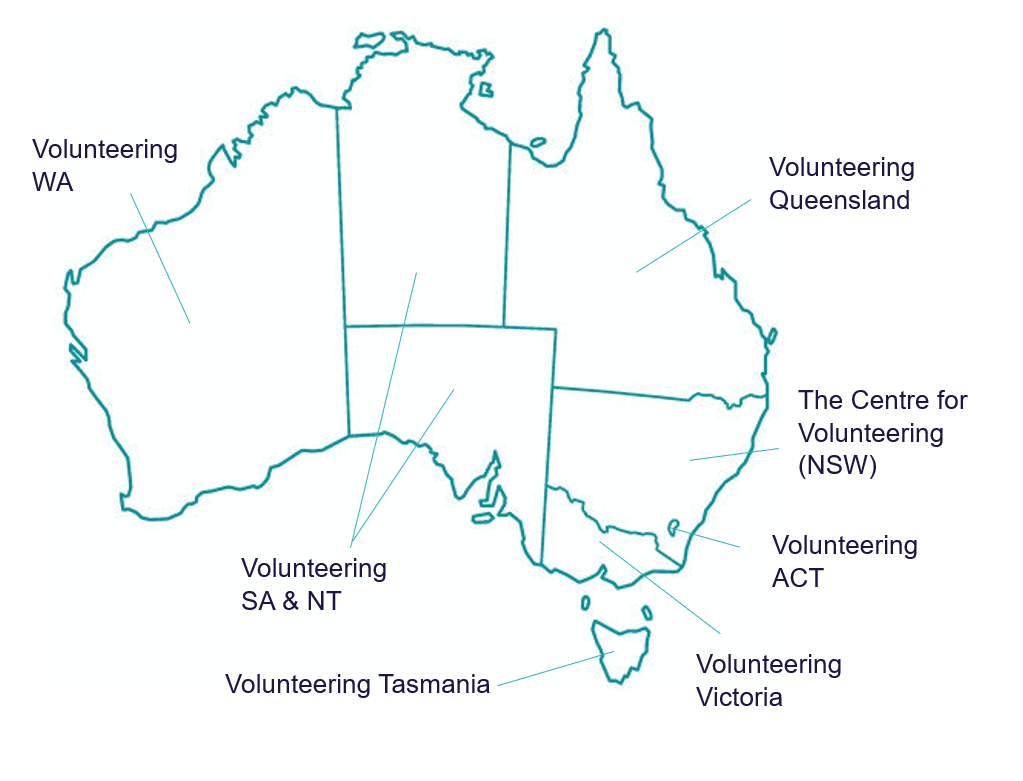 Volunteering
WA
Volunteering
Queensland
The Centre for
Volunteering
(NSW)
Volunteering
ACT
Volunteering
SA & NT
Volunteering
Victoria
Volunteering Tasmania